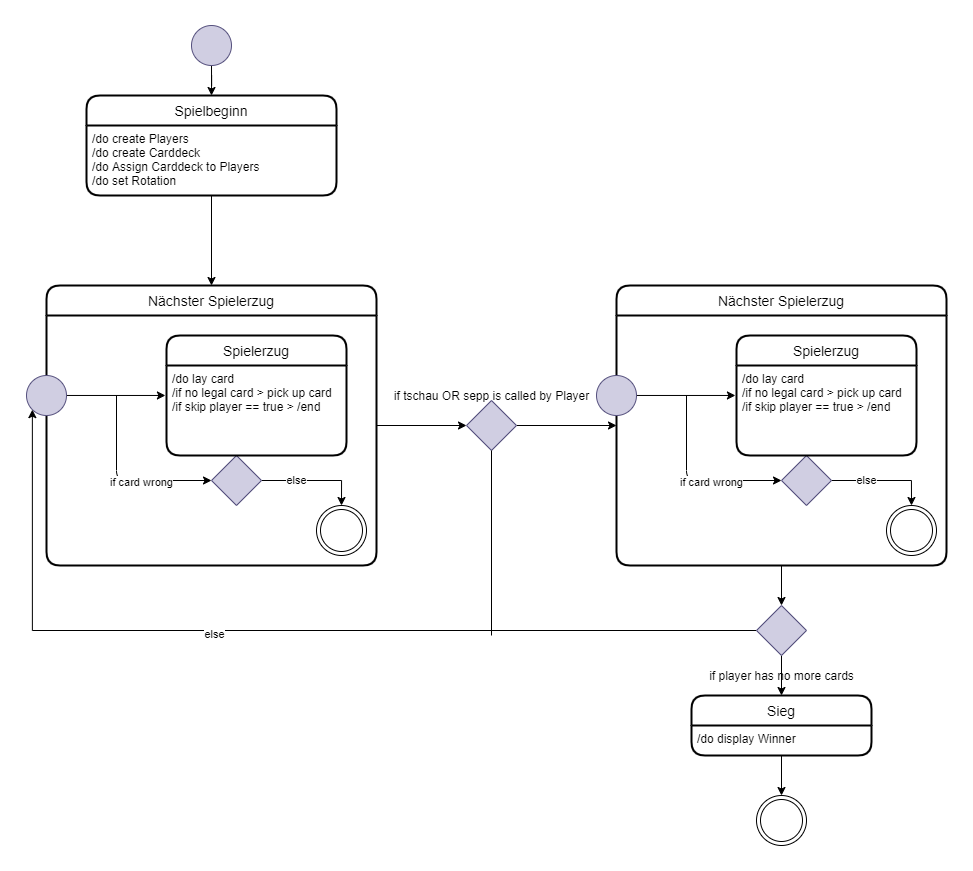 Spielbeginn
/do create Players
/do create Carddeck
/do Assign Carddeck to Players
/do set Rotation
Nächster Spielerzug
Spielerzug
/do lay card
/if no legal card > pick up card
/if skip player == true > /end
if card wrong
else
if tschau OR sepp is called by Player
Nächster Spielerzug
Spielerzug
/do lay card
/if no legal card > pick up card
/if skip player == true > /end
if card wrong
else
else
if player has no more cards
Sieg
/do display Winner